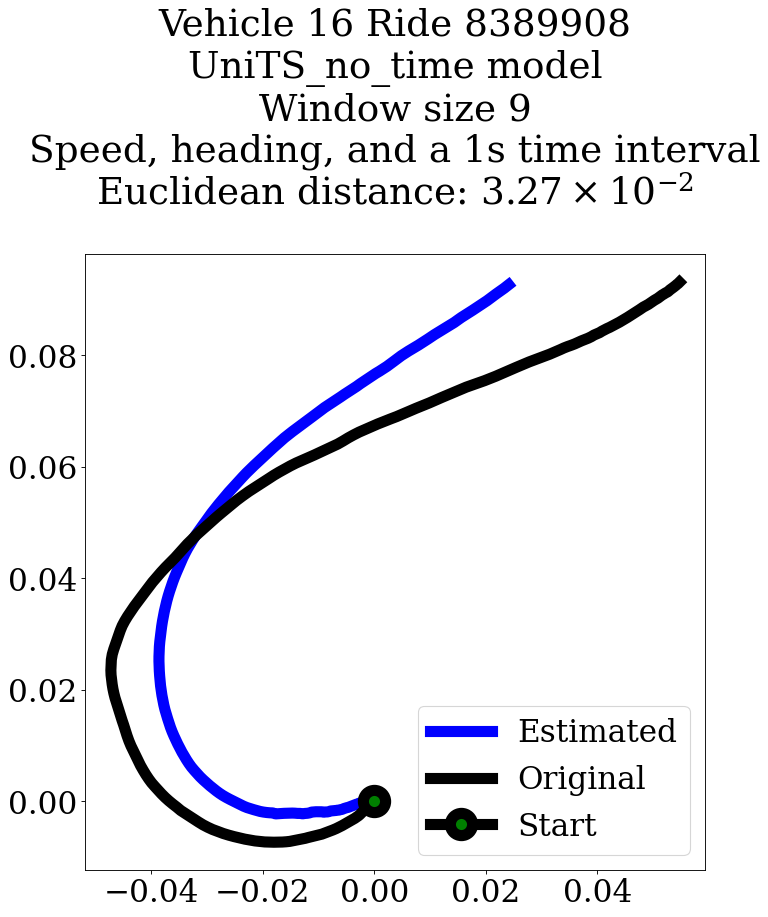 Vehicle 16 Ride 8389908
UniTS_no_time model
Window size 9
Speed, heading, and a 1s time interval
Euclidean distance: 3.27 × 10⁻²
0.08
0.06
0.04
0.02
0.00
−0.04 −0.02 0.00 0.02 0.04
Estimated
Original
Start